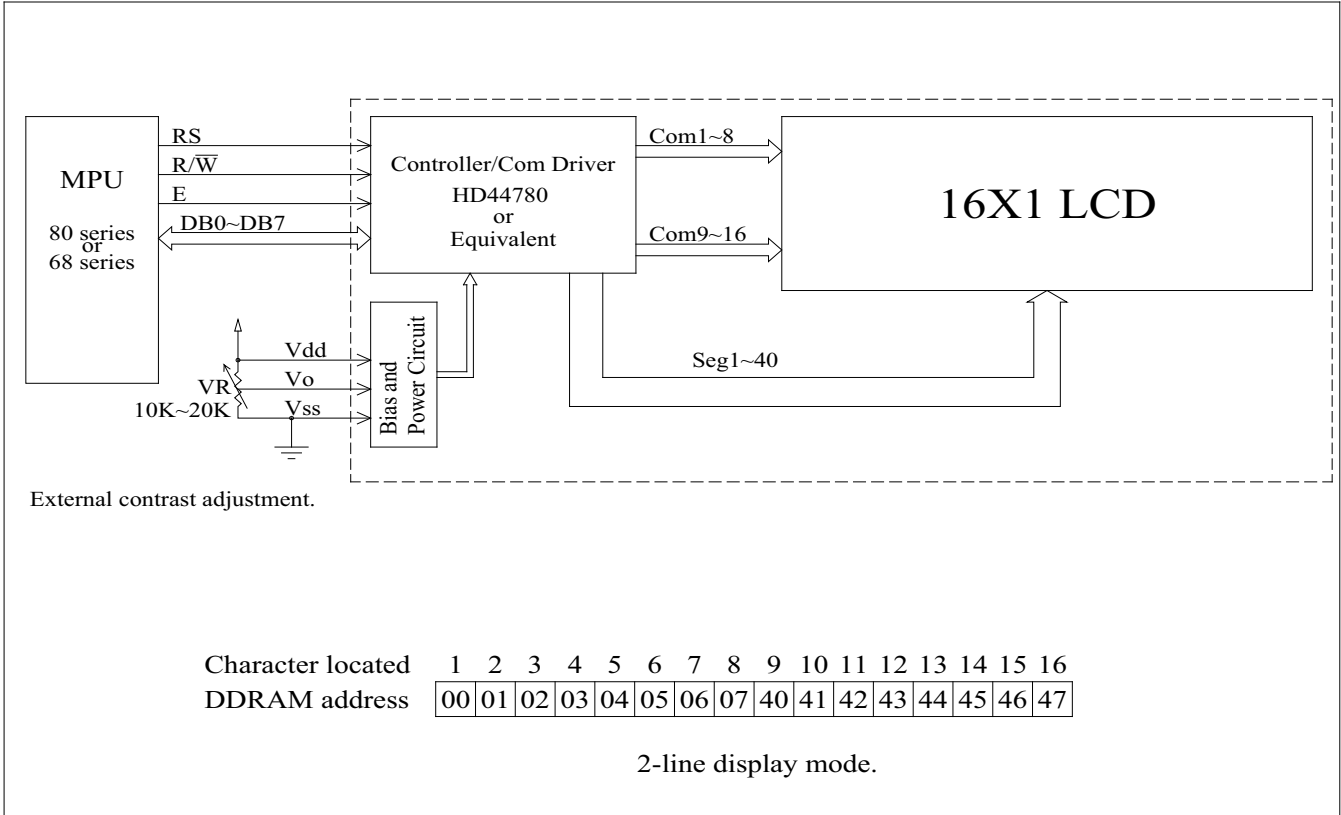 MPU
80 series
or
68 series
RS
R/W̅
E
DB0~DB7
Controller/Com Driver
HD44780
or
Equivalent
Com1~8
Com9~16
16X1 LCD
Seg1~40
Bias and
Power Circuit
Vdd
Vo
Vss
VR
10K~20K
External contrast adjustment.
Character located 1 2 3 4 5 6 7 8 9 10 11 12 13 14 15 16
DDRAM address 00 01 02 03 04 05 06 07 40 41 42 43 44 45 46 47
2-line display mode.